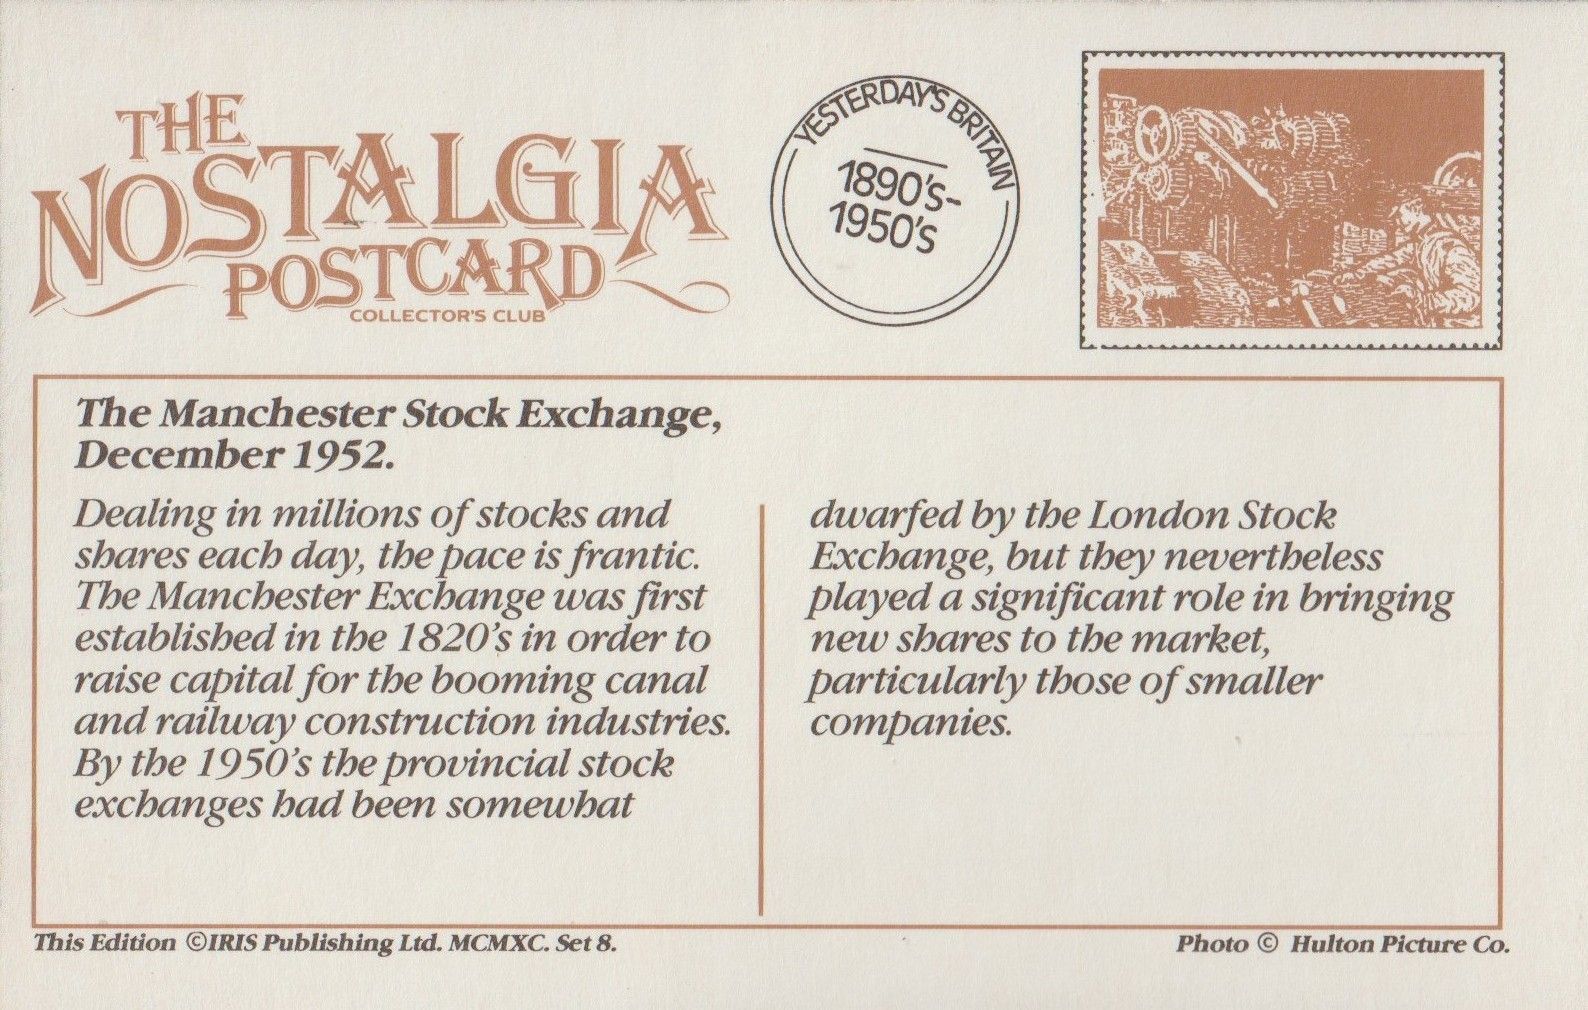 THE
NOSTALGIA
POSTCARD
COLLECTOR'S CLUB
YESTERDAY'S BRITAIN
1890's-
1950's
The Manchester Stock Exchange,
December 1952.
Dealing in millions of stocks and
shares each day, the pace is frantic.
The Manchester Exchange was first
established in the 1820's in order to
raise capital for the booming canal
and railway construction industries.
By the 1950's the provincial stock
exchanges had been somewhat
dwarfed by the London Stock
Exchange, but they nevertheless
played a significant role in bringing
new shares to the market,
particularly those of smaller
companies.
This Edition ©IRIS Publishing Ltd. MCMXC. Set 8.
Photo © Hulton Picture Co.